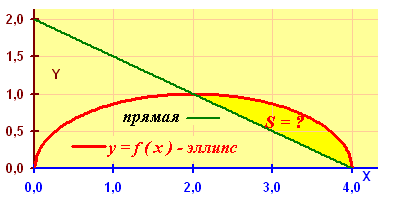 2,0
1,5
Y
1,0
прямая
0,5
S = ?
y = f ( x ) - эллипс
0,0
X
0,0 1,0 2,0 3,0 4,0